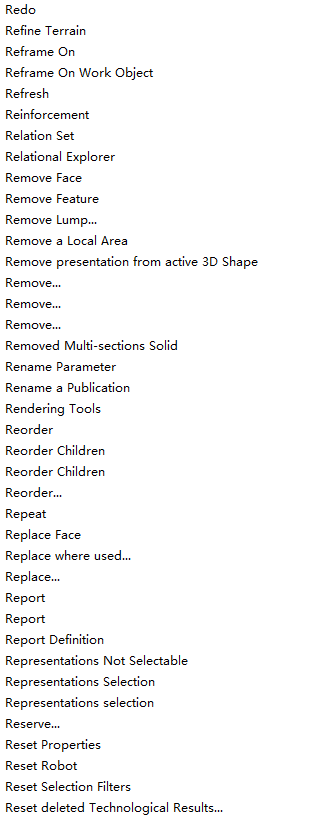 Redo
Refine Terrain
Reframe On
Reframe On Work Object
Refresh
Reinforcement
Relation Set
Relational Explorer
Remove Face
Remove Feature
Remove Lump...
Remove a Local Area
Remove presentation from active 3D Shape
Remove...
Remove...
Remove...
Removed Multi-sections Solid
Rename Parameter
Rename a Publication
Rendering Tools
Reorder
Reorder Children
Reorder Children
Reorder...
Repeat
Replace Face
Replace where used...
Replace...
Report
Report
Report Definition
Representations Not Selectable
Representations Selection
Representations selection
Reserve...
Reset Properties
Reset Robot
Reset Selection Filters
Reset deleted Technological Results...